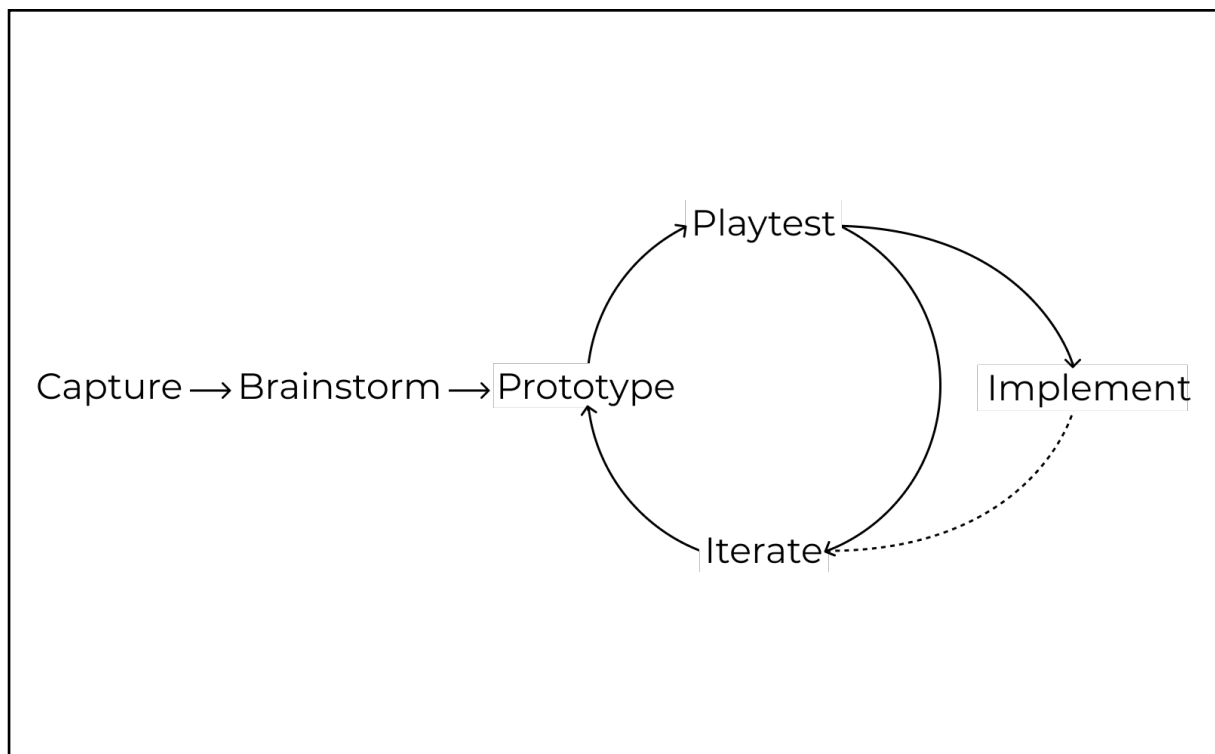 Playtest
Capture → Brainstorm → Prototype
Implement
Iterate